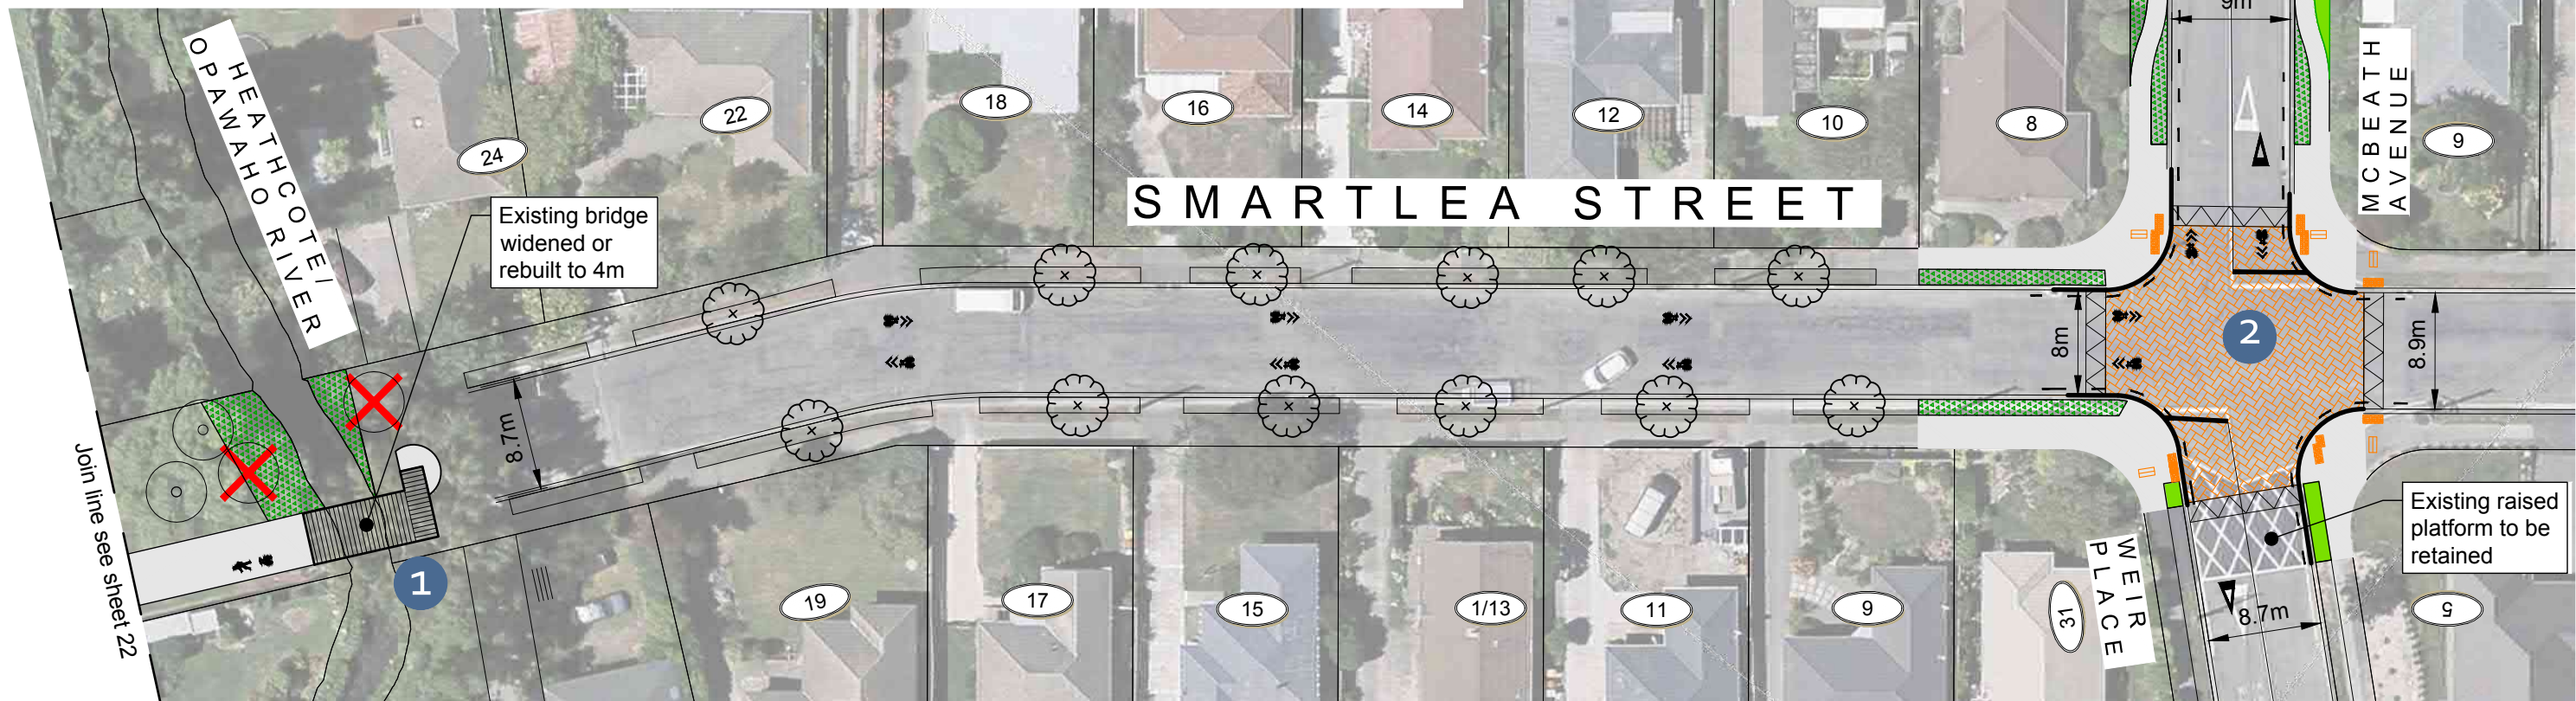 9m
HEATHCOTE/
OPAWAHO RIVER
24
22
18
16
14
12
10
8
MCBEATH
AVENUE
9
SMARTLEA STREET
Existing bridge
widened or
rebuilt to 4m
8m
2
8.9m
8.7m
Join line see sheet 22
1
19
17
15
1/13
11
9
31
WEIR
PLACE
8.7m
Existing raised
platform to be
retained
5